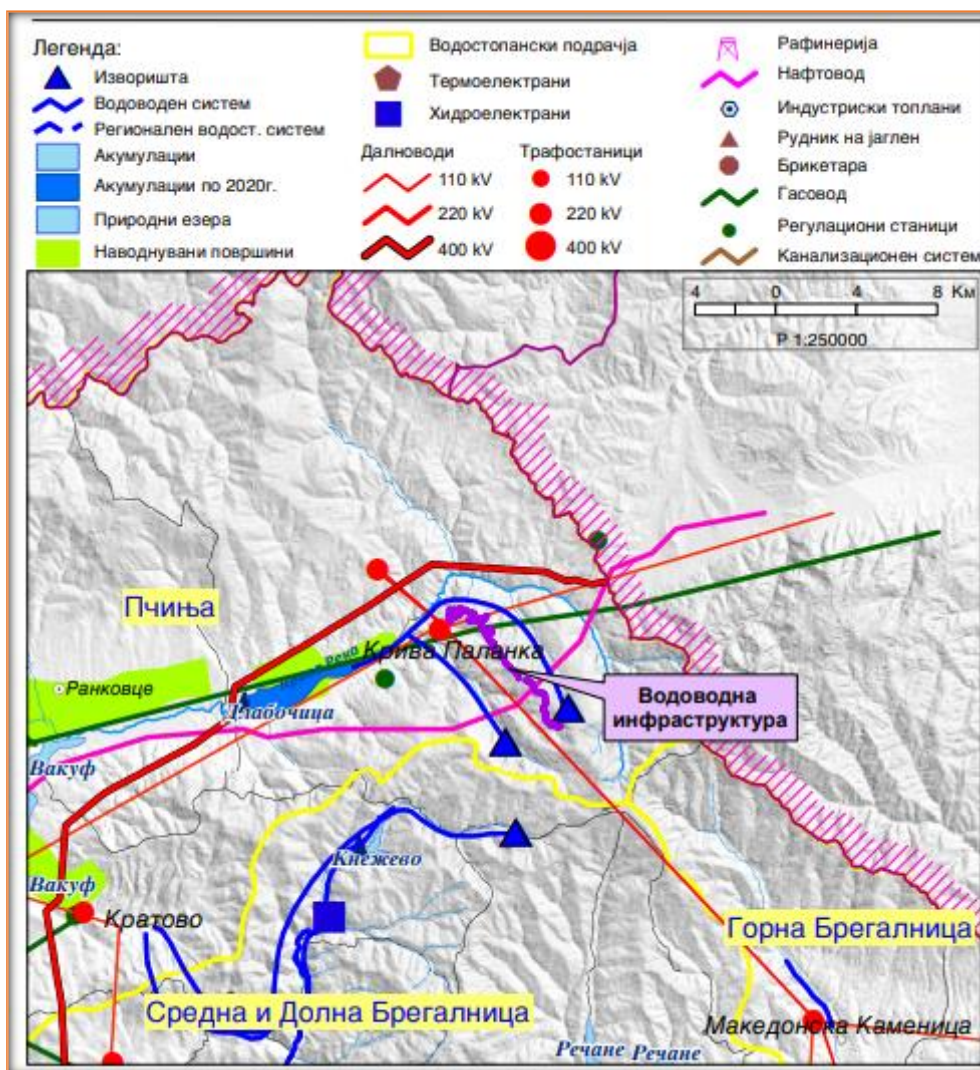 Легенда:
Изворишта
Водоводен систем
Регионален водост. систем
Акумулации
Акумулации по 2020г.
Природни езера
Наводнувани површини
Водостопански подрачја
Термоелектрани
Хидроелектрани
Далноводи
110 kV
220 kV
400 kV
Трафостаници
110 kV
220 kV
400 kV
Рафинерија
Нафтовод
Индустриски топлани
Рудник на јаглен
Брикетара
Гасовод
Регулациони станици
Канализационен систем
4 0 4 8 Км
Р 1:250000
Пчиња
Река
Крива Паланка
Ранковце
Глабочица
Водоводна
инфраструктура
Вакуф
Кнежево
Вакуф
Кратово
Горна Брегалница
Средна и Долна Брегалница
Македонска Каменица
Речане Речане